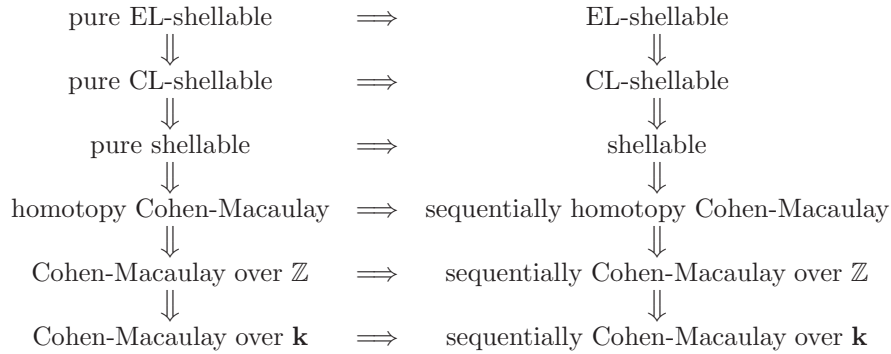 pure EL-shellable ⟹ EL-shellable
⇓ ⇓
pure CL-shellable ⟹ CL-shellable
⇓ ⇓
pure shellable ⟹ shellable
⇓ ⇓
homotopy Cohen-Macaulay ⟹ sequentially homotopy Cohen-Macaulay
⇓ ⇓
Cohen-Macaulay over ℤ ⟹ sequentially Cohen-Macaulay over ℤ
⇓ ⇓
Cohen-Macaulay over k ⟹ sequentially Cohen-Macaulay over k